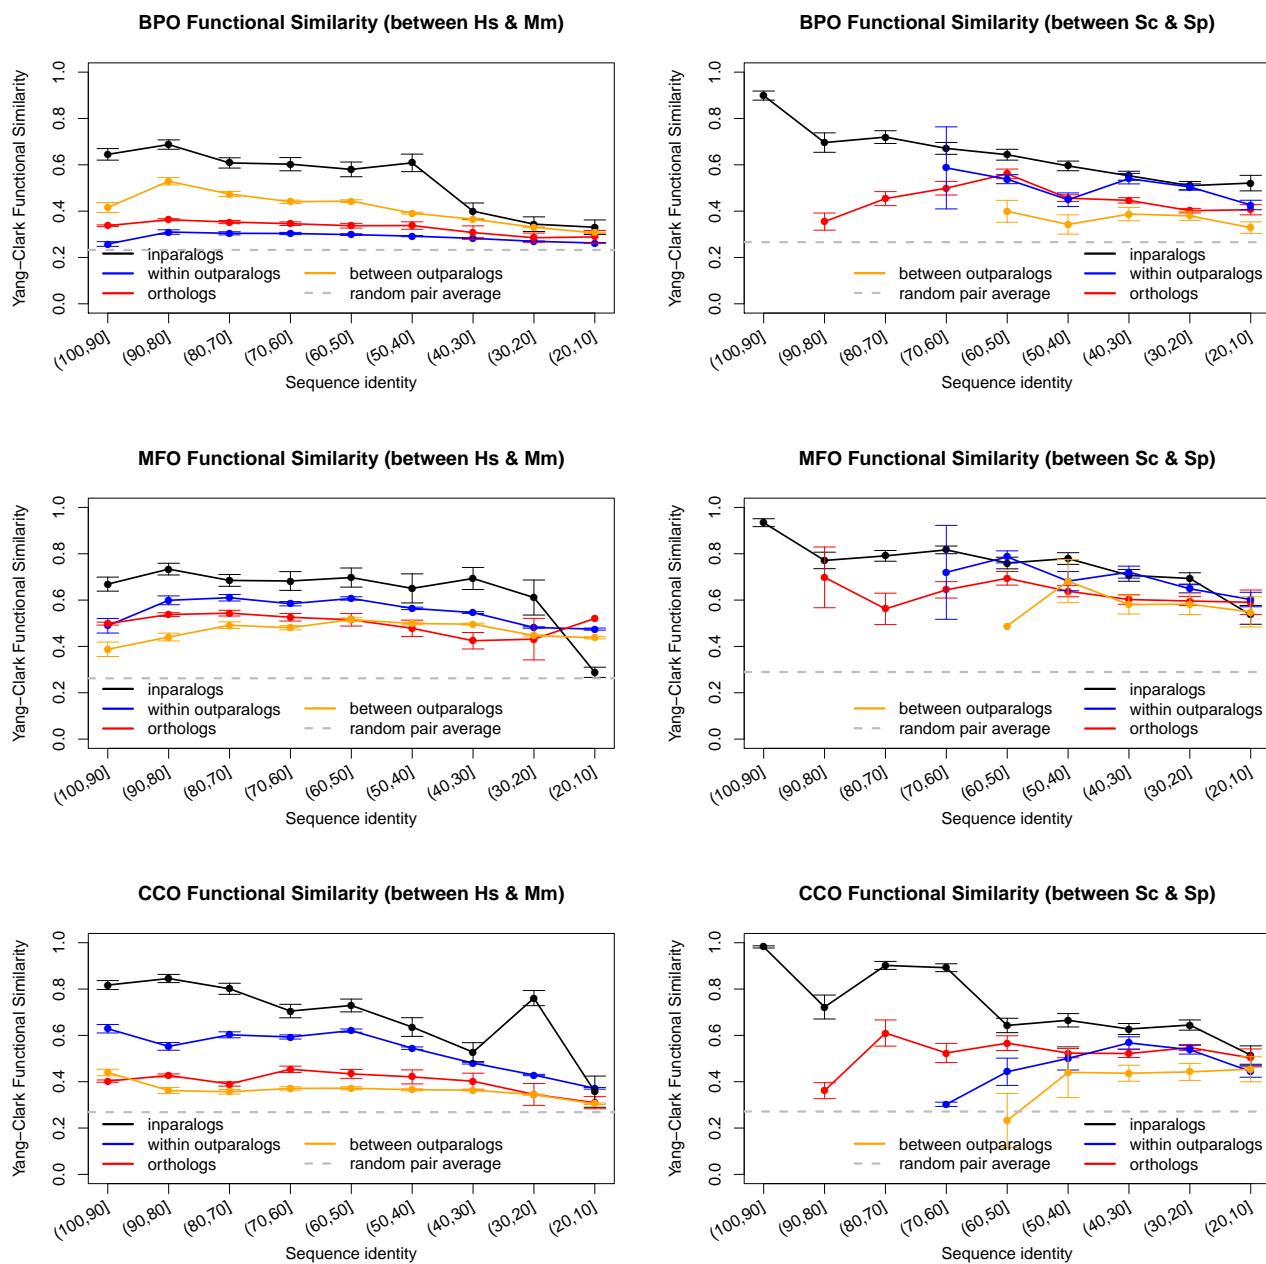 BPO Functional Similarity (between Hs & Mm)
Yang−Clark Functional Similarity
1.0
0.8
0.6
0.4
0.2
0.0
inparalogs
within outparalogs
orthologs
between outparalogs
random pair average
(100,90]
(90,80]
(80,70]
(70,60]
(60,50]
(50,40]
(40,30]
(30,20]
(20,10]
Sequence identity
BPO Functional Similarity (between Sc & Sp)
Yang−Clark Functional Similarity
1.0
0.8
0.6
0.4
0.2
0.0
between outparalogs
random pair average
inparalogs
within outparalogs
orthologs
(100,90]
(90,80]
(80,70]
(70,60]
(60,50]
(50,40]
(40,30]
(30,20]
(20,10]
Sequence identity
MFO Functional Similarity (between Hs & Mm)
Yang−Clark Functional Similarity
1.0
0.8
0.6
0.4
0.2
0.0
inparalogs
within outparalogs
orthologs
between outparalogs
random pair average
(100,90]
(90,80]
(80,70]
(70,60]
(60,50]
(50,40]
(40,30]
(30,20]
(20,10]
Sequence identity
MFO Functional Similarity (between Sc & Sp)
Yang−Clark Functional Similarity
1.0
0.8
0.6
0.4
0.2
0.0
between outparalogs
random pair average
inparalogs
within outparalogs
orthologs
(100,90]
(90,80]
(80,70]
(70,60]
(60,50]
(50,40]
(40,30]
(30,20]
(20,10]
Sequence identity
CCO Functional Similarity (between Hs & Mm)
Yang−Clark Functional Similarity
1.0
0.8
0.6
0.4
0.2
0.0
inparalogs
within outparalogs
orthologs
between outparalogs
random pair average
(100,90]
(90,80]
(80,70]
(70,60]
(60,50]
(50,40]
(40,30]
(30,20]
(20,10]
Sequence identity
CCO Functional Similarity (between Sc & Sp)
Yang−Clark Functional Similarity
1.0
0.8
0.6
0.4
0.2
0.0
between outparalogs
random pair average
inparalogs
within outparalogs
orthologs
(100,90]
(90,80]
(80,70]
(70,60]
(60,50]
(50,40]
(40,30]
(30,20]
(20,10]
Sequence identity